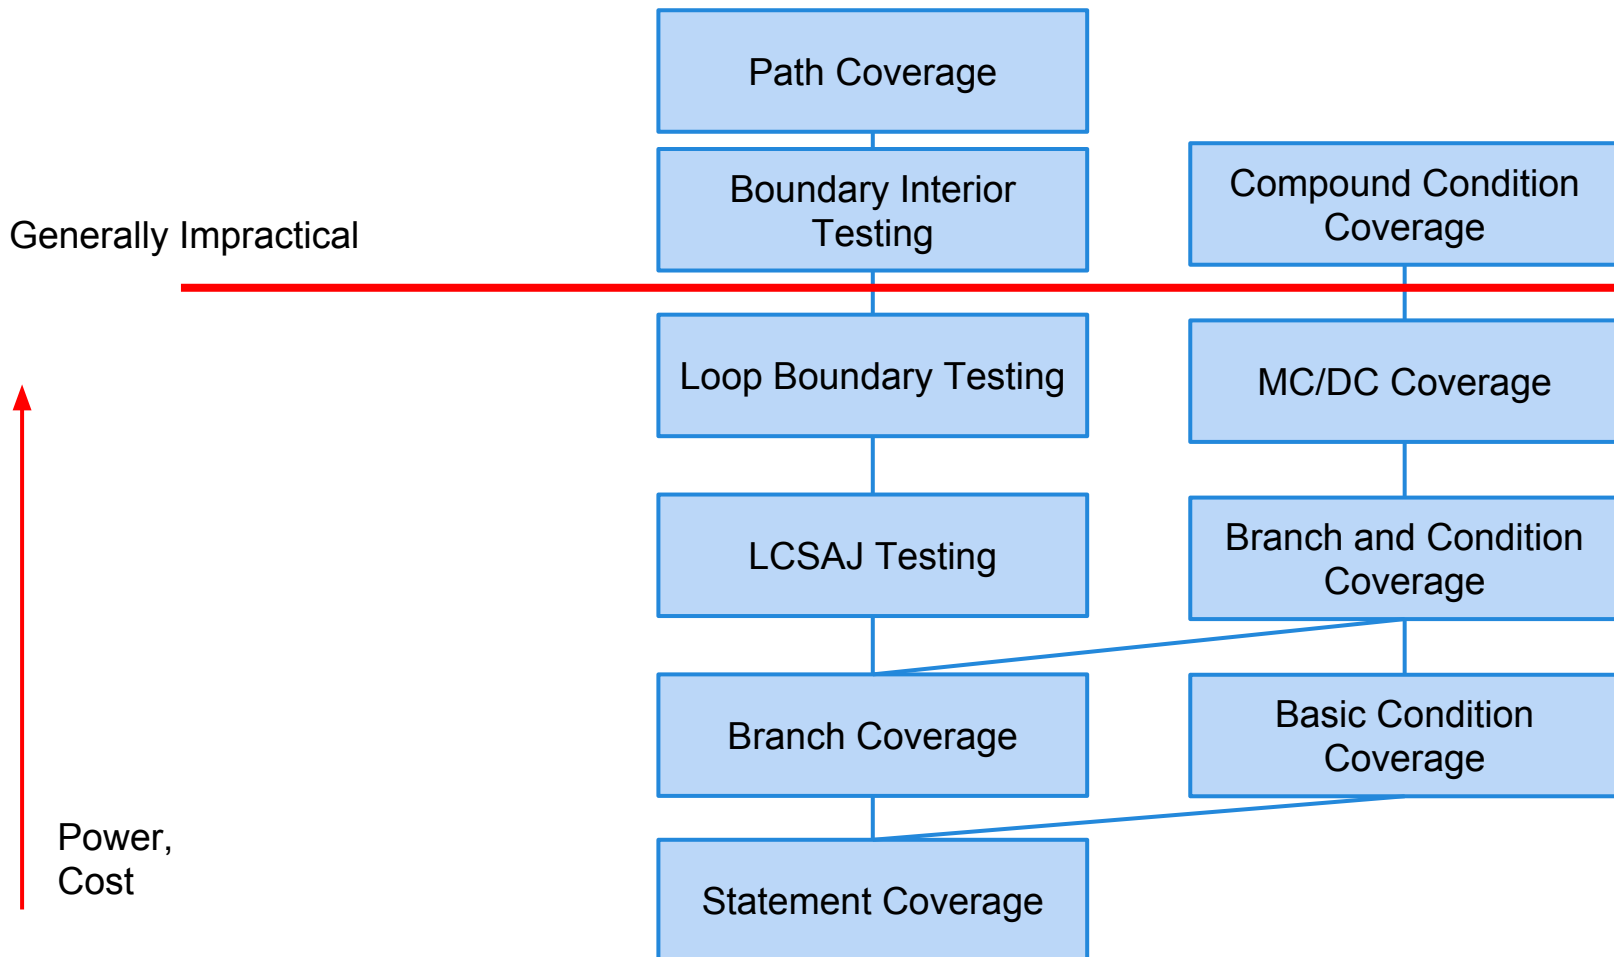 Path Coverage
Boundary Interior
Testing
Compound Condition
Coverage
Generally Impractical
Loop Boundary Testing
MC/DC Coverage
LCSAJ Testing
Branch and Condition
Coverage
Branch Coverage
Basic Condition
Coverage
Power,
Cost
Statement Coverage